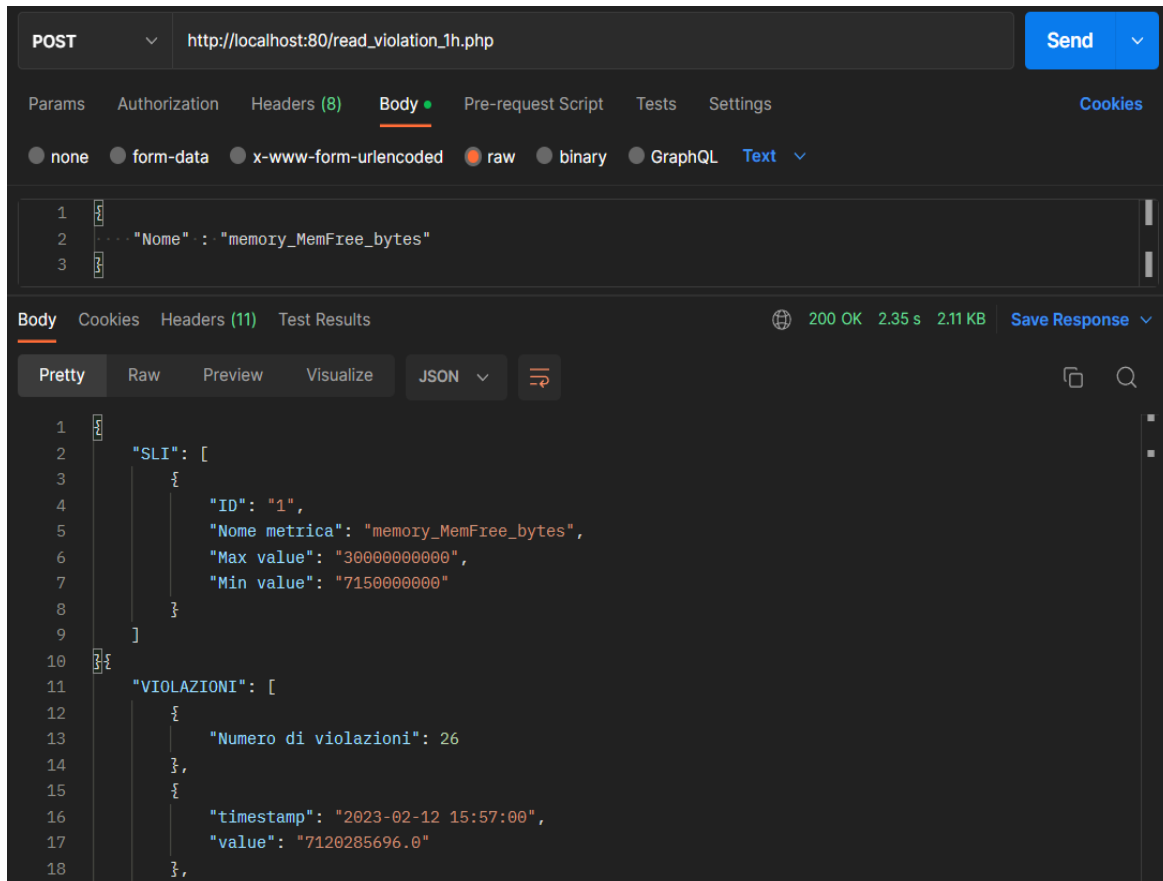 POST http://localhost:80/read_violation_1h.php Send
Params Authorization Headers (8) Body Pre-request Script Tests Settings Cookies
none form-data x-www-form-urlencoded raw binary GraphQL Text
1 {
2 ····"Nome"·:·"memory_MemFree_bytes"
3 }
Body Cookies Headers (11) Test Results 200 OK 2.35 s 2.11 KB Save Response
Pretty Raw Preview Visualize JSON
1 {
2 "SLI": [
3 {
4 "ID": "1",
5 "Nome metrica": "memory_MemFree_bytes",
6 "Max value": "30000000000",
7 "Min value": "7150000000"
8 }
9 ]
10 }{
11 "VIOLAZIONI": [
12 {
13 "Numero di violazioni": 26
14 },
15 {
16 "timestamp": "2023-02-12 15:57:00",
17 "value": "7120285696.0"
18 },